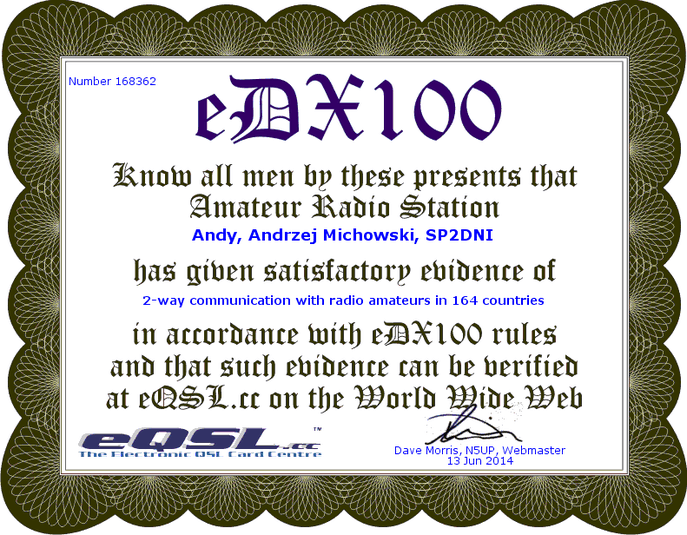 Number 168362
eDX100
Know all men by these presents that
Amateur Radio Station
Andy, Andrzej Michowski, SP2DNI
has given satisfactory evidence of
2-way communication with radio amateurs in 164 countries
in accordance with eDX100 rules
and that such evidence can be verified
at eQSL.cc on the World Wide Web
eQSL.cc™
The Electronic QSL Card Centre
Dave Morris, N5UP, Webmaster
13 Jun 2014